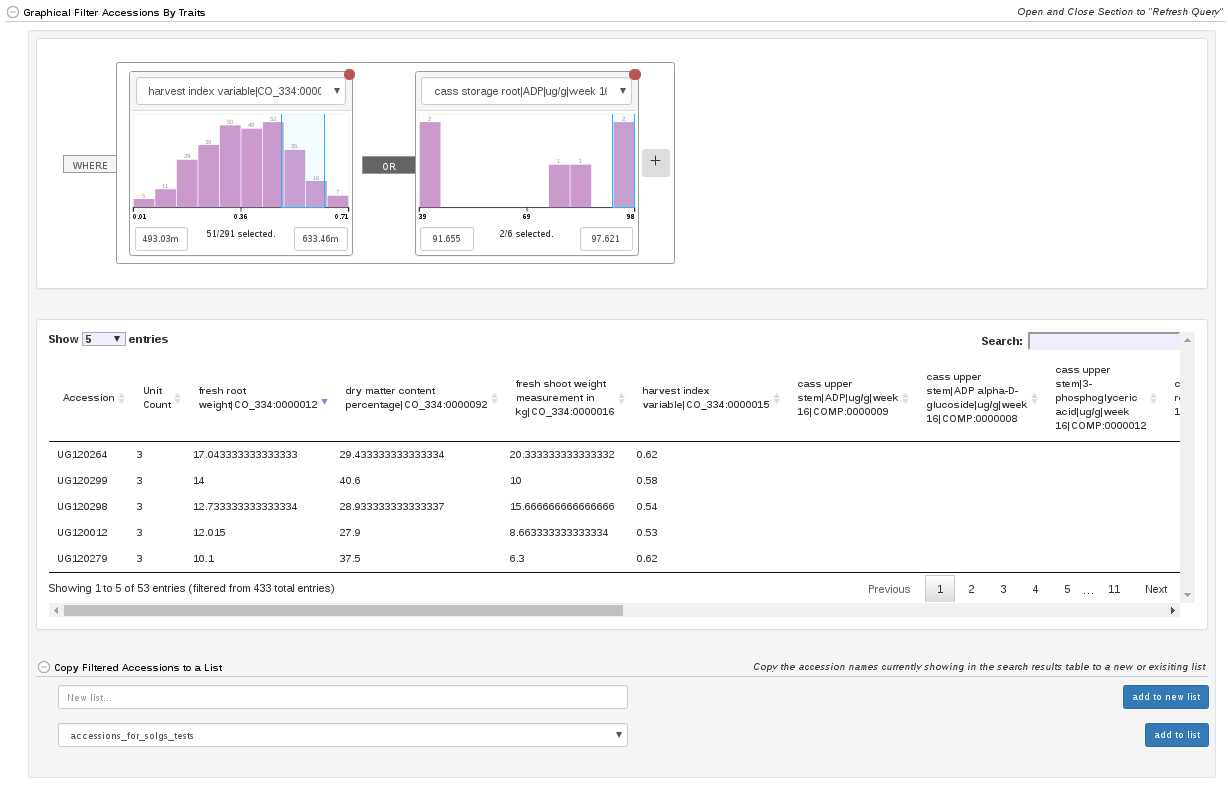 Graphical Filter Accessions By Traits
Open and Close Section to "Refresh Query"
WHERE
harvest index variable|CO_334:0000
5 11 29 38 50 48 52 35 16 7
0.01 0.36 0.71
493.03m 51/291 selected. 633.46m
OR
cass storage root|ADP|ug/g|week 16
2 1 1 2
39 69 98
91.655 2/6 selected. 97.621
+
Show 5 entries
Search:
Accession
Unit
Count
fresh root
weight|CO_334:0000012
dry matter content
percentage|CO_334:0000092
fresh shoot weight
measurement in
kg|CO_334:0000016
harvest index
variable|CO_334:0000015
cass upper
stem|ADP|ug/g|week
16|COMP:0000009
cass upper
stem|ADP alpha-D-
glucoside|ug/g|week
16|COMP:0000008
cass upper
stem|3-
phosphoglyceric
acid|ug/g|week
16|COMP:0000012
UG120264 3 17.043333333333333 29.433333333333334 20.333333333333332 0.62
UG120299 3 14 40.6 10 0.58
UG120298 3 12.733333333333334 28.933333333333337 15.666666666666666 0.54
UG120012 3 12.015 27.9 8.663333333333334 0.53
UG120279 3 10.1 37.5 6.3 0.62
Showing 1 to 5 of 53 entries (filtered from 433 total entries)
Previous 1 2 3 4 5 ... 11 Next
Copy Filtered Accessions to a List
Copy the accession names currently showing in the search results table to a new or exisiting list
New list...
add to new list
accessions_for_solgs_tests
add to list